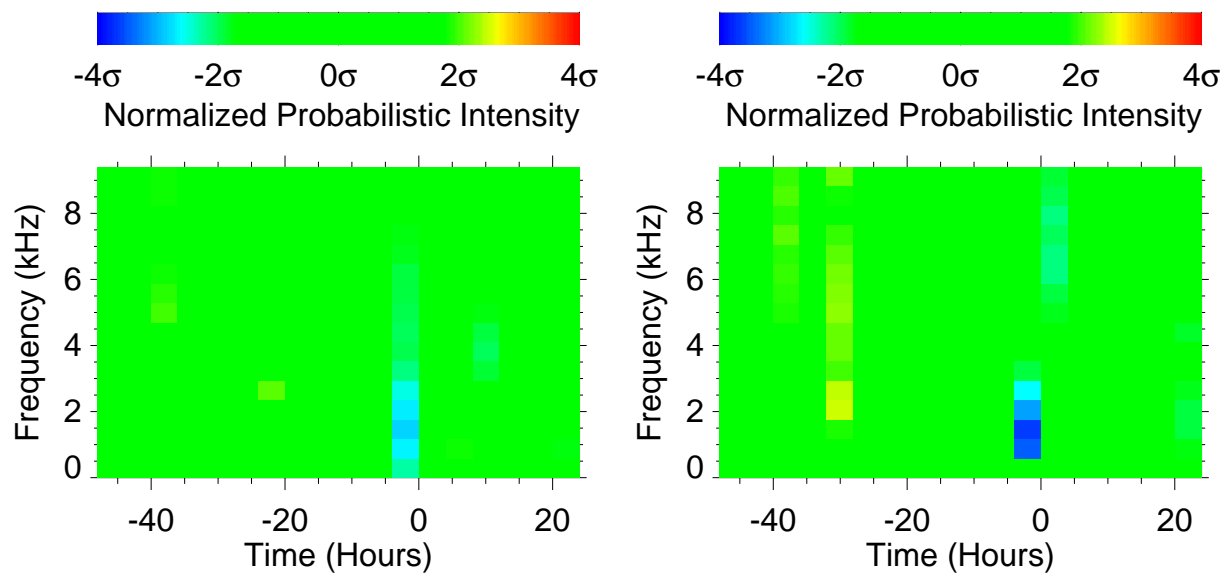 -4σ -2σ 0σ 2σ 4σ
Normalized Probabilistic Intensity
Frequency (kHz)
8
6
4
2
0
-40 -20 0 20
Time (Hours)
-4σ -2σ 0σ 2σ 4σ
Normalized Probabilistic Intensity
Frequency (kHz)
8
6
4
2
0
-40 -20 0 20
Time (Hours)